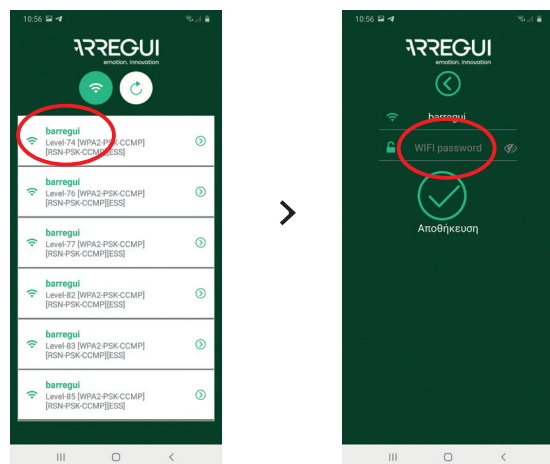 10:56
ARREGUI
emotion. innovation
barregui
Level-74 [WPA2-PSK-CCMP]
[RSN-PSK-CCMP][ESS]
barregui
Level-76 [WPA2-PSK-CCMP]
[RSN-PSK-CCMP][ESS]
barregui
Level-77 [WPA2-PSK-CCMP]
[RSN-PSK-CCMP][ESS]
barregui
Level-82 [WPA2-PSK-CCMP]
[RSN-PSK-CCMP][ESS]
barregui
Level-83 [WPA2-PSK-CCMP]
[RSN-PSK-CCMP][ESS]
barregui
Level-85 [WPA2-PSK-CCMP]
[RSN-PSK-CCMP][ESS]
>
10:56
ARREGUI
emotion. innovation
barregui
WIFI password
Αποθήκευση